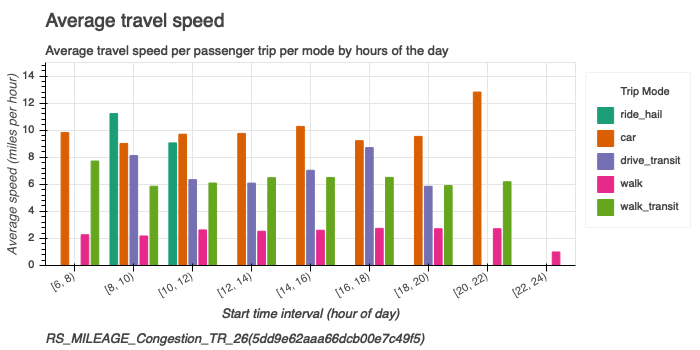 Average travel speed
Average travel speed per passenger trip per mode by hours of the day
Average speed (miles per hour)
14
12
10
8
6
4
2
0
[6, 8)
[8, 10)
[10, 12)
[12, 14)
[14, 16)
[16, 18)
[18, 20)
[20, 22)
[22, 24)
Start time interval (hour of day)
Trip Mode
ride_hail
car
drive_transit
walk
walk_transit
RS_MILEAGE_Congestion_TR_26(5dd9e62aaa66dcb00e7c49f5)